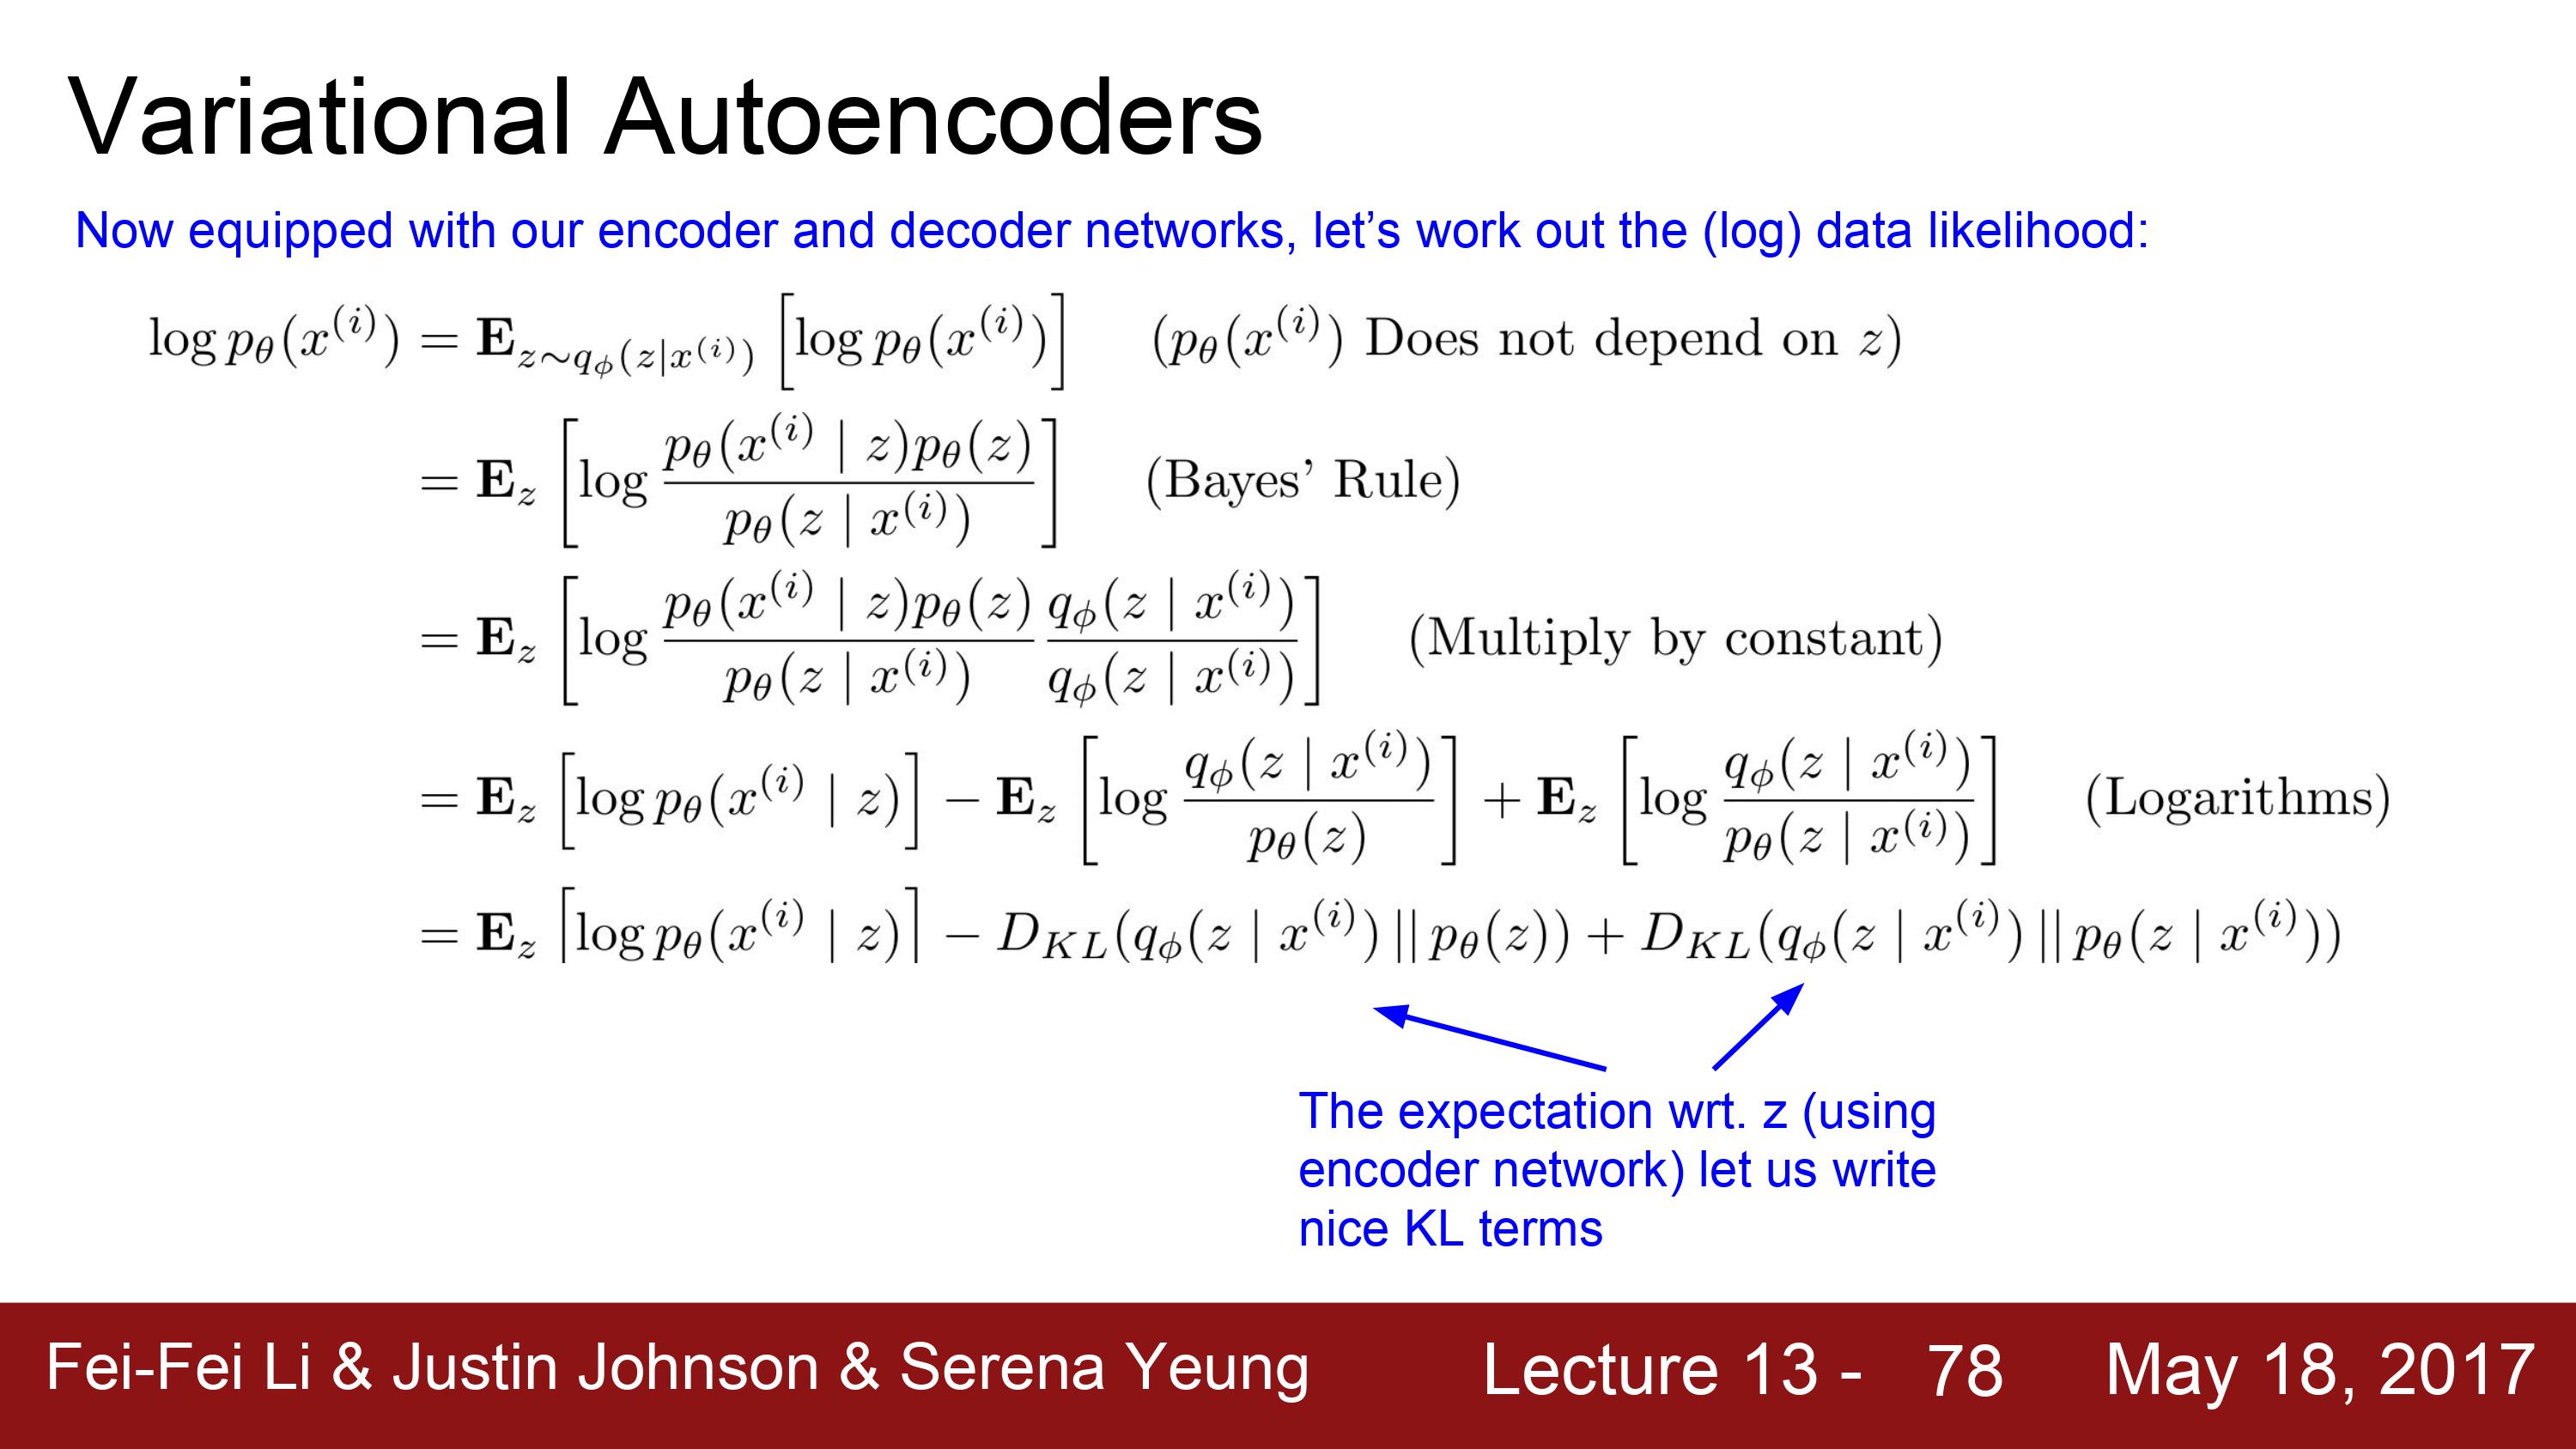 Variational Autoencoders
Now equipped with our encoder and decoder networks, let's work out the (log) data likelihood:
$\log p_\theta(x^{(i)}) = \mathbf{E}_{z \sim q_\phi(z|x^{(i)})} \left[ \log p_\theta(x^{(i)}) \right]$ ($p_\theta(x^{(i)})$ Does not depend on $z$)
$= \mathbf{E}_z \left[ \log \frac{p_\theta(x^{(i)} \mid z) p_\theta(z)}{p_\theta(z \mid x^{(i)})} \right]$ (Bayes' Rule)
$= \mathbf{E}_z \left[ \log \frac{p_\theta(x^{(i)} \mid z) p_\theta(z)}{p_\theta(z \mid x^{(i)})} \frac{q_\phi(z \mid x^{(i)})}{q_\phi(z \mid x^{(i)})} \right]$ (Multiply by constant)
$= \mathbf{E}_z \left[ \log p_\theta(x^{(i)} \mid z) \right] - \mathbf{E}_z \left[ \log \frac{q_\phi(z \mid x^{(i)})}{p_\theta(z)} \right] + \mathbf{E}_z \left[ \log \frac{q_\phi(z \mid x^{(i)})}{p_\theta(z \mid x^{(i)})} \right]$ (Logarithms)
$= \mathbf{E}_z \left[ \log p_\theta(x^{(i)} \mid z) \right] - D_{KL}(q_\phi(z \mid x^{(i)}) || p_\theta(z)) + D_{KL}(q_\phi(z \mid x^{(i)}) || p_\theta(z \mid x^{(i)}))$
The expectation wrt. z (using
encoder network) let us write
nice KL terms
Fei-Fei Li & Justin Johnson & Serena Yeung Lecture 13 - 78 May 18, 2017